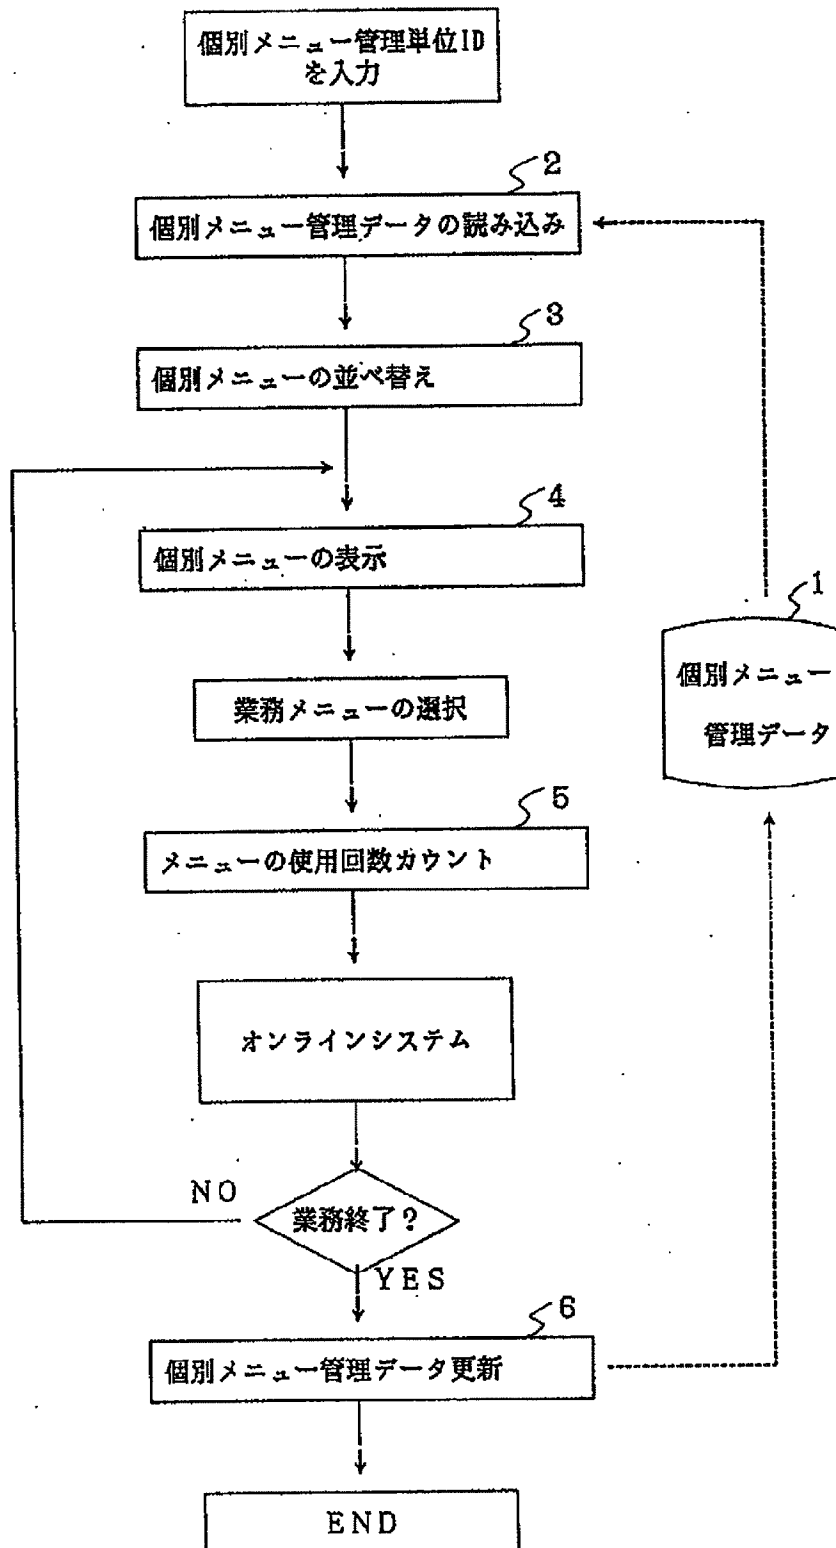 個別メニュー管理単位ID
を入力
2
個別メニュー管理データの読み込み
3
個別メニューの並べ替え
4
個別メニューの表示
1
個別メニュー
管理データ
業務メニューの選択
5
メニューの使用回数カウント
オンラインシステム
NO
業務終了？
YES
6
個別メニュー管理データ更新
END